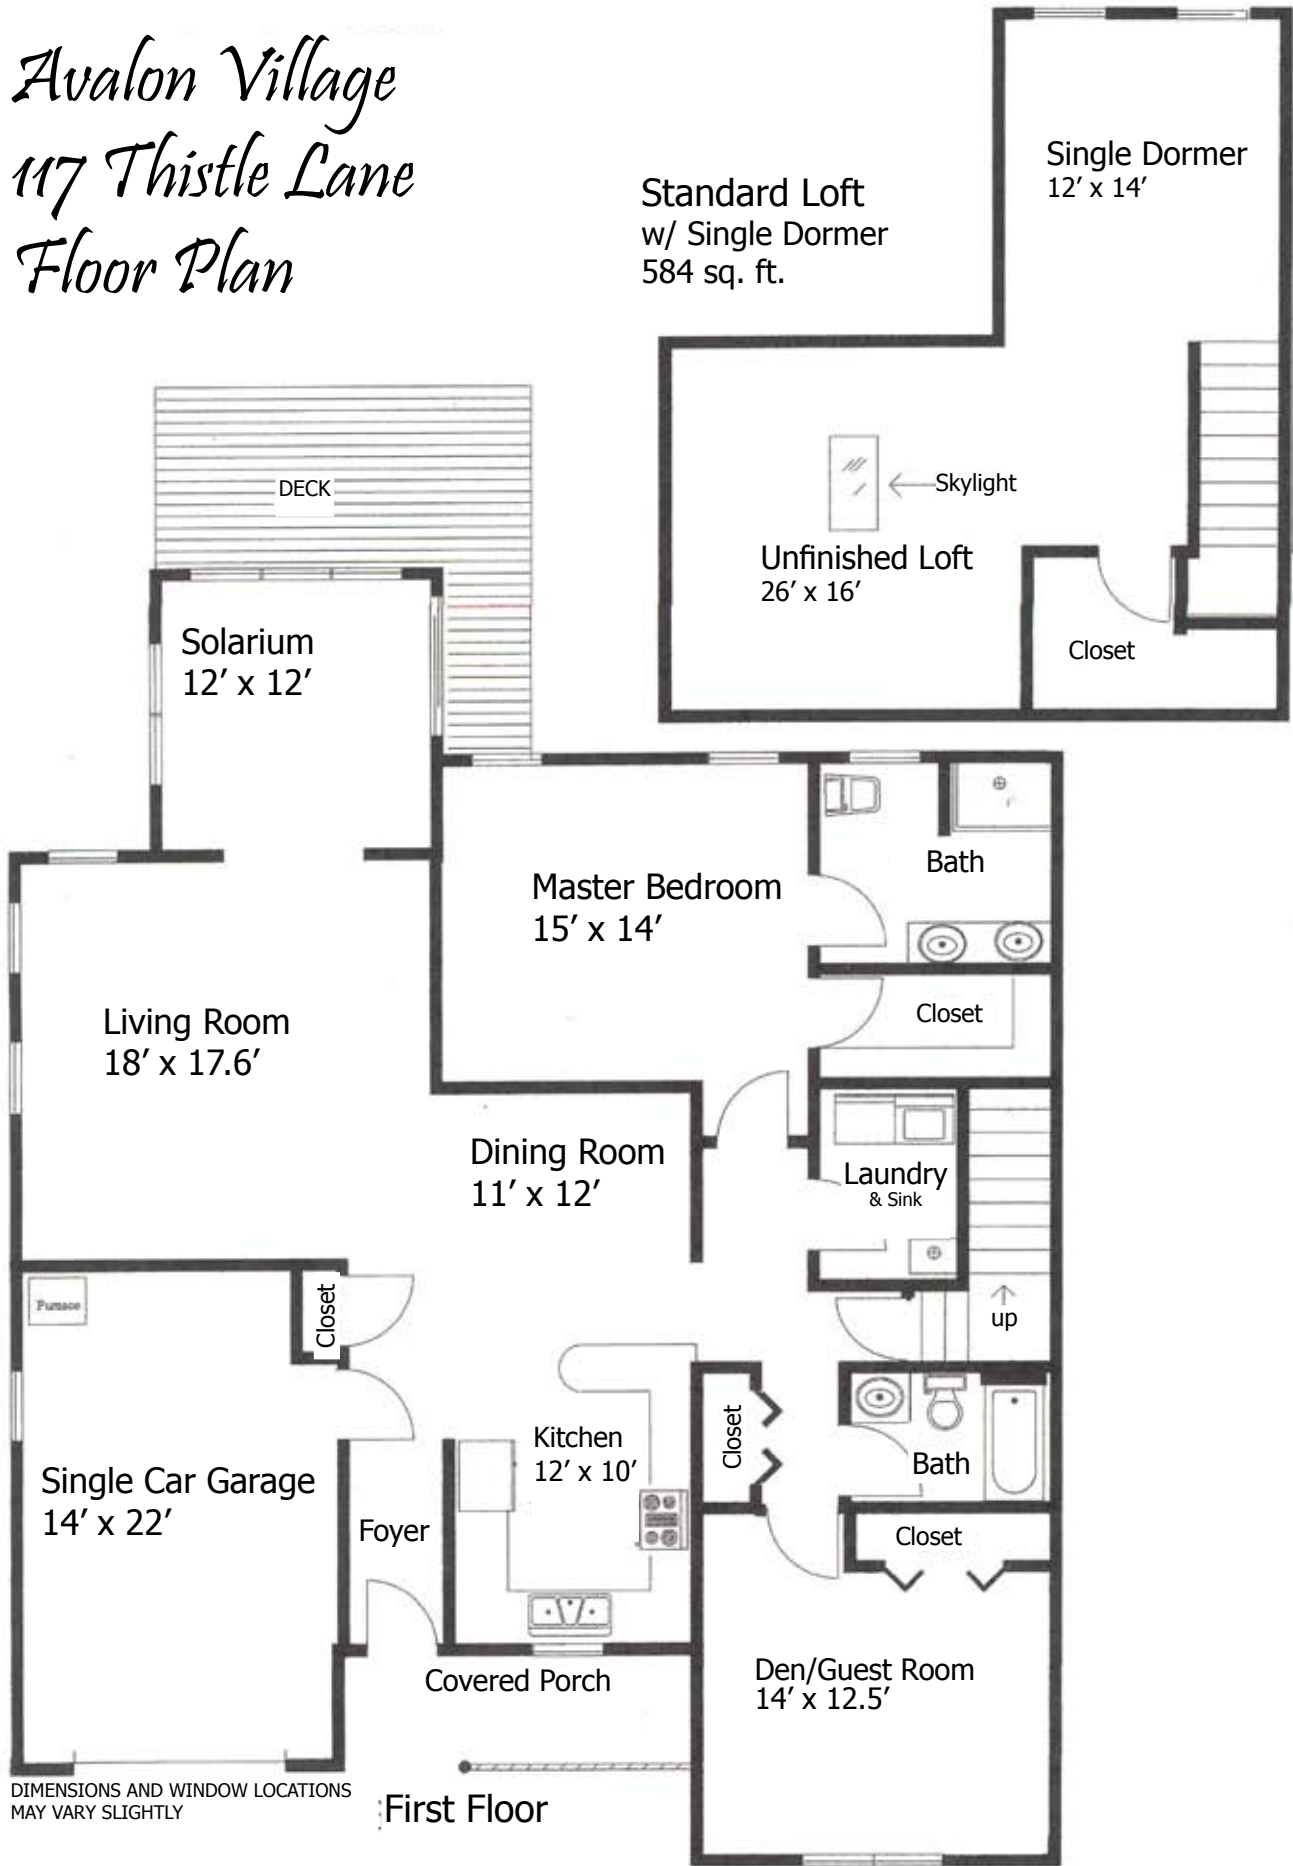 Avalon Village
117 Thistle Lane
Floor Plan
Single Dormer
12' x 14'
Standard Loft
w/ Single Dormer
584 sq. ft.
Skylight
Unfinished Loft
26' x 16'
Closet
DECK
Solarium
12' x 12'
Master Bedroom
15' x 14'
Bath
Closet
Living Room
18' x 17.6'
Dining Room
11' x 12'
Laundry
& Sink
up
Furnace
Closet
Single Car Garage
14' x 22'
Foyer
Kitchen
12' x 10'
Closet
Bath
Closet
Covered Porch
Den/Guest Room
14' x 12.5'
DIMENSIONS AND WINDOW LOCATIONS
MAY VARY SLIGHTLY
First Floor